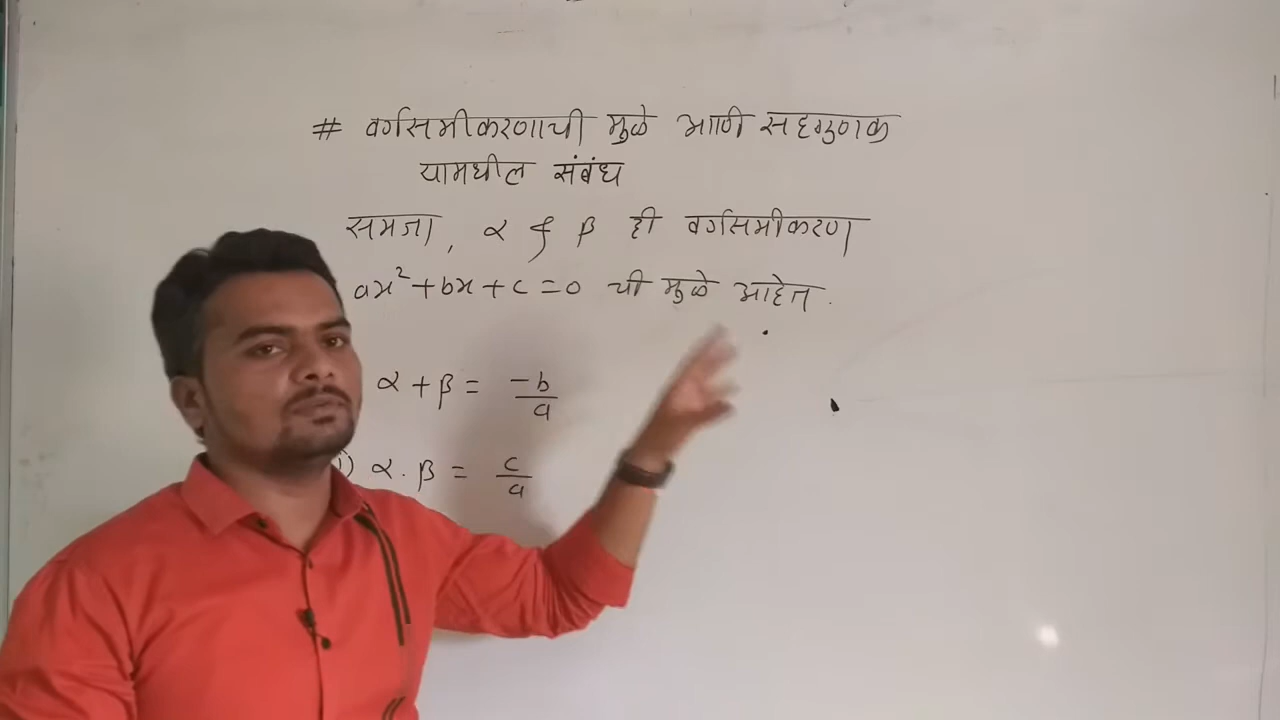 # वर्गसमीकरणाची मुळे आणि सहगुणक
यामधील संबंध
समजा, α & β ही वर्गसमीकरण
ax²+bx+c=0 ची मुळे आहेत.
α+β = -b/a
) α.β = c/a